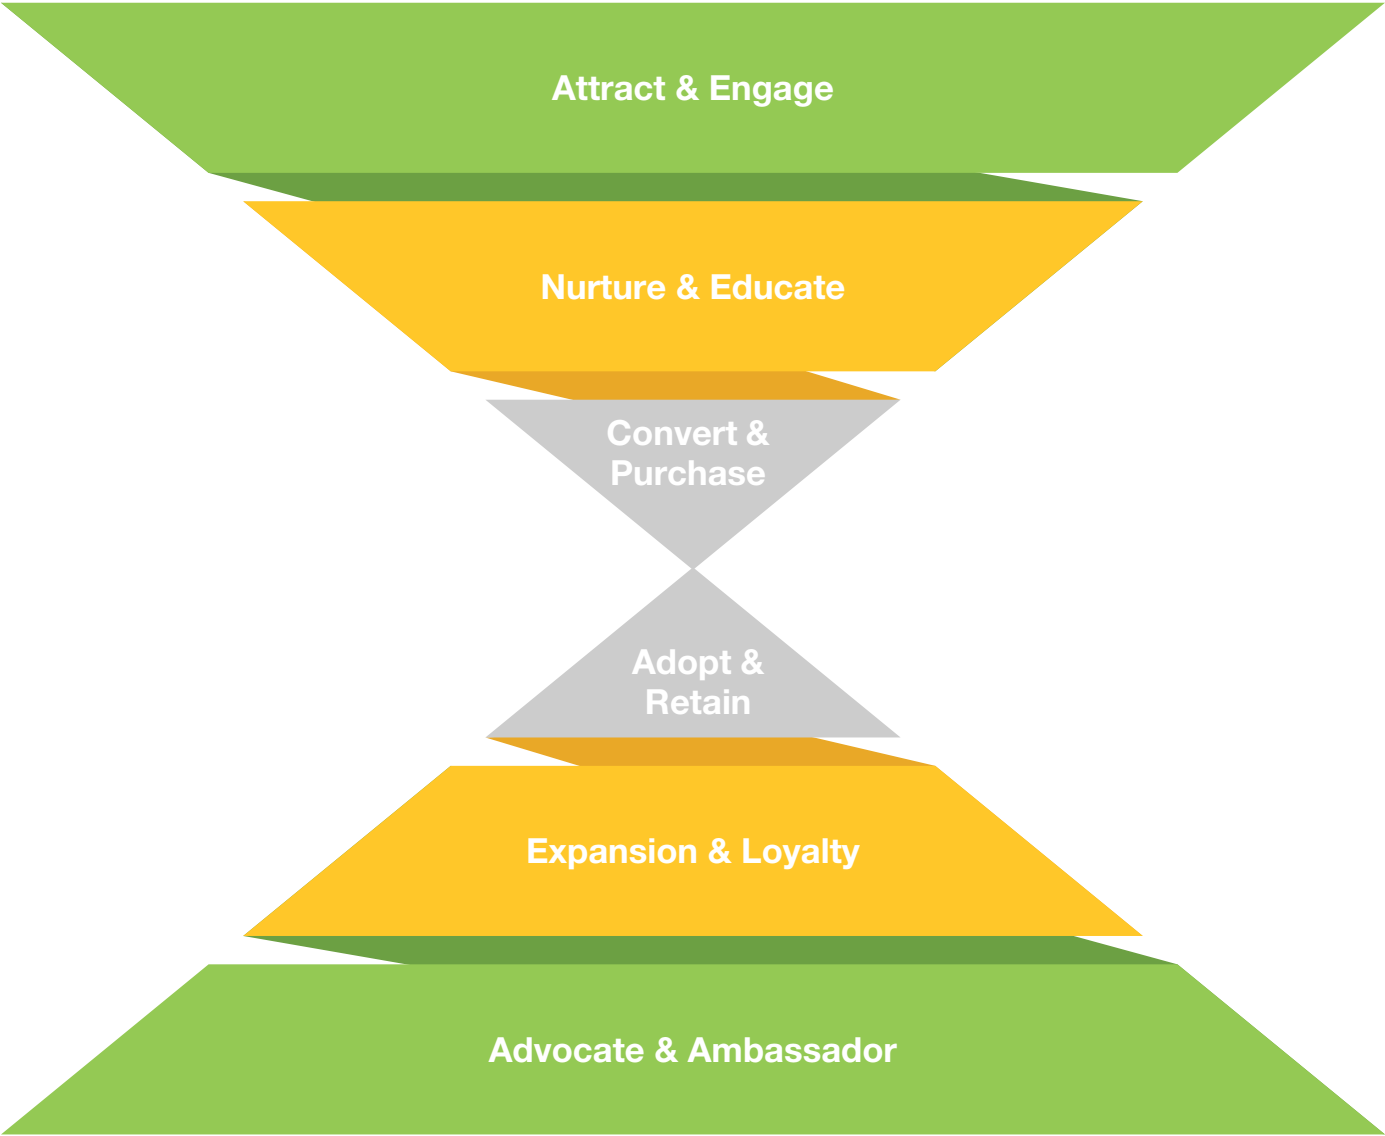 Attract & Engage
Nurture & Educate
Convert &
Purchase
Adopt &
Retain
Expansion & Loyalty
Advocate & Ambassador